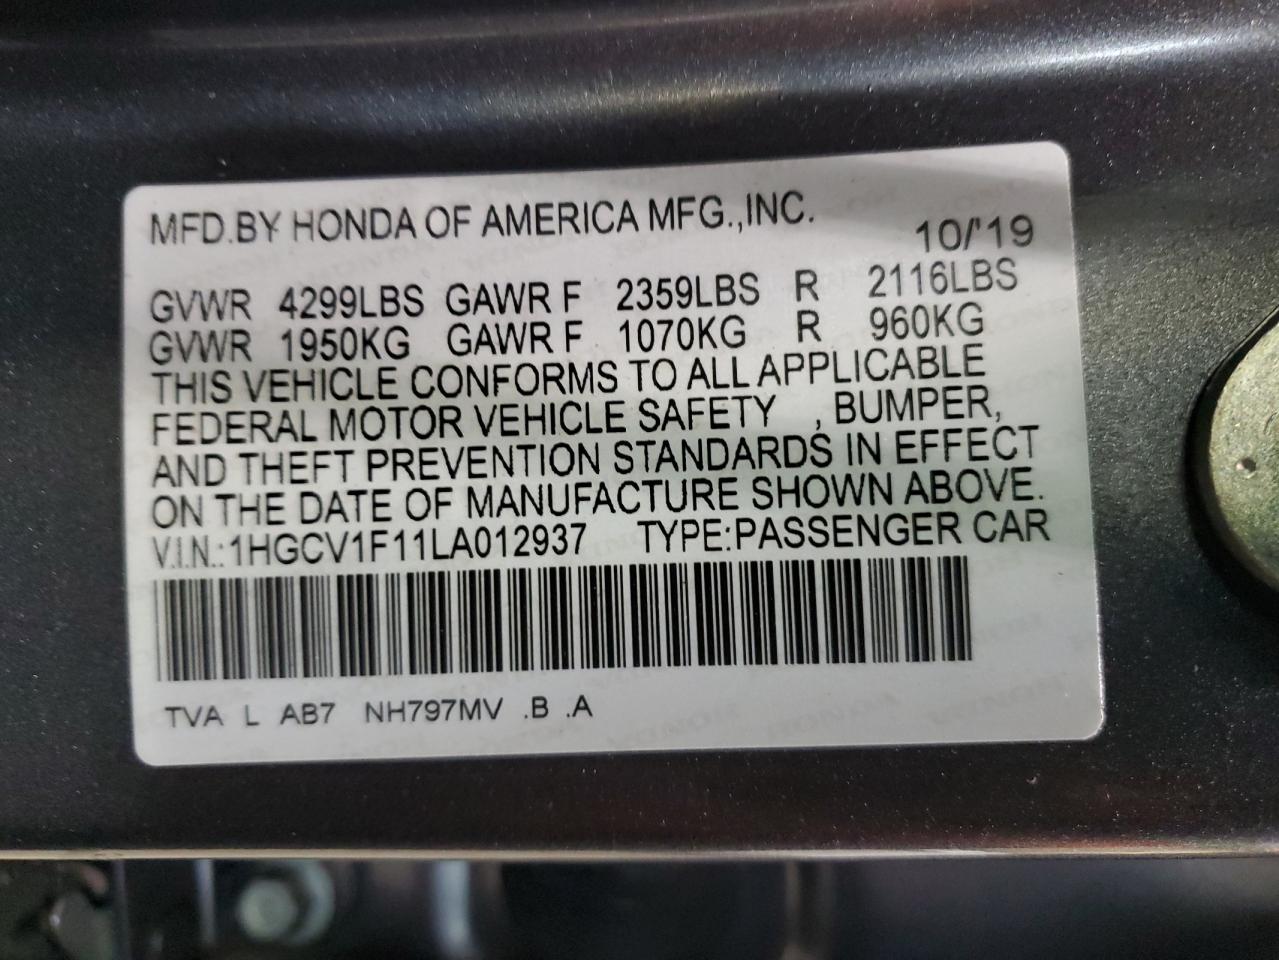 MFD.BY HONDA OF AMERICA MFG.,INC.
10/'19
GVWR 4299LBS GAWR F 2359LBS R 2116LBS
GVWR 1950KG GAWR F 1070KG R 960KG
THIS VEHICLE CONFORMS TO ALL APPLICABLE
FEDERAL MOTOR VEHICLE SAFETY , BUMPER,
AND THEFT PREVENTION STANDARDS IN EFFECT
ON THE DATE OF MANUFACTURE SHOWN ABOVE.
V.I.N.:1HGCV1F11LA012937 TYPE:PASSENGER CAR
TVA L AB7 NH797MV .B .A